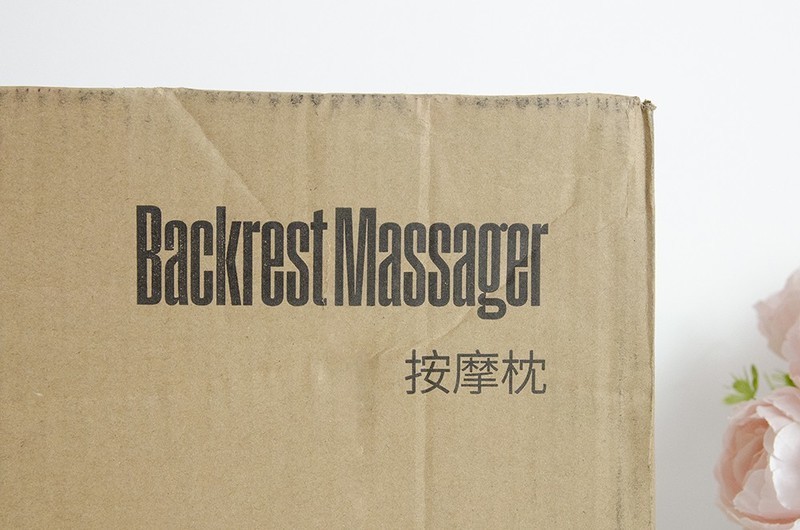 Backrest Massager
按摩枕